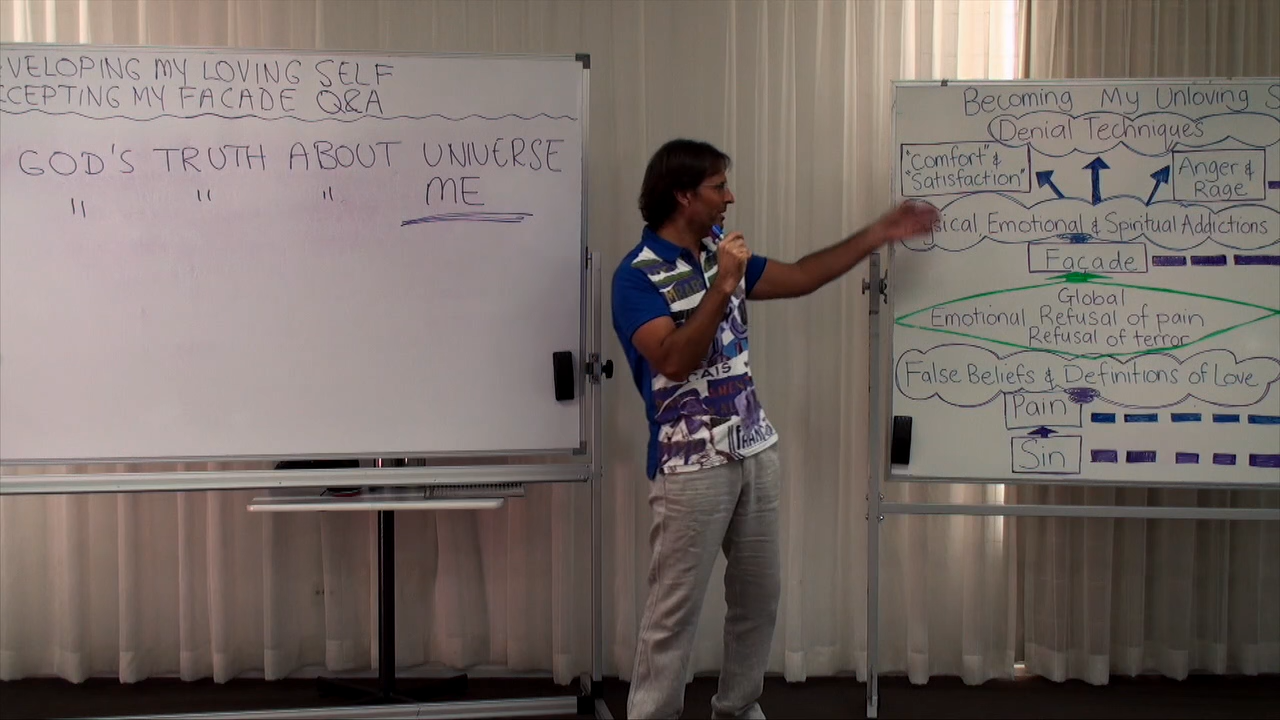 EVELOPING MY LOVING SELF
CCEPTING MY FACADE Q&A
GOD'S TRUTH ABOUT UNIVERSE
" " " ME
Becoming My Unloving S
Denial Techniques
"Comfort" &
"Satisfaction"
Anger &
Rage
sical, Emotional & Spiritual Addictions
Façade
Global
Emotional Refusal of pain
Refusal of terror
False Beliefs & Definitions of Love
Pain
Sin